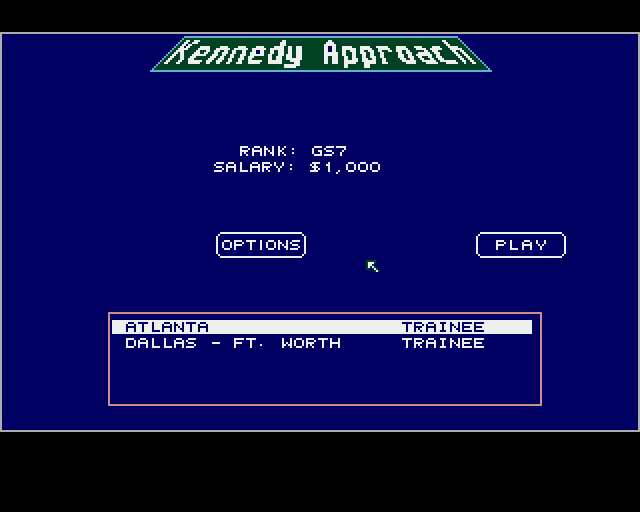 Kennedy Approach
RANK: GS7
SALARY: $1,000
OPTIONS PLAY
ATLANTA TRAINEE
DALLAS - FT. WORTH TRAINEE